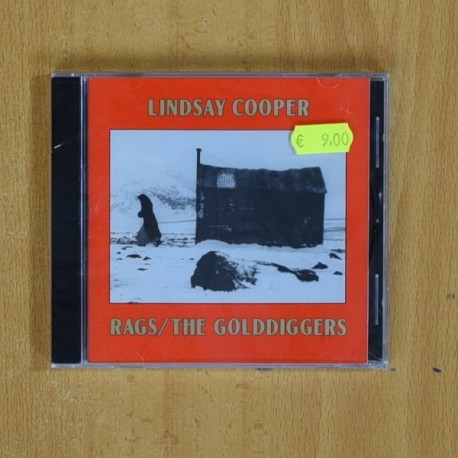 LINDSAY COOPER
€ 9,00
RAGS/THE GOLDDIGGERS